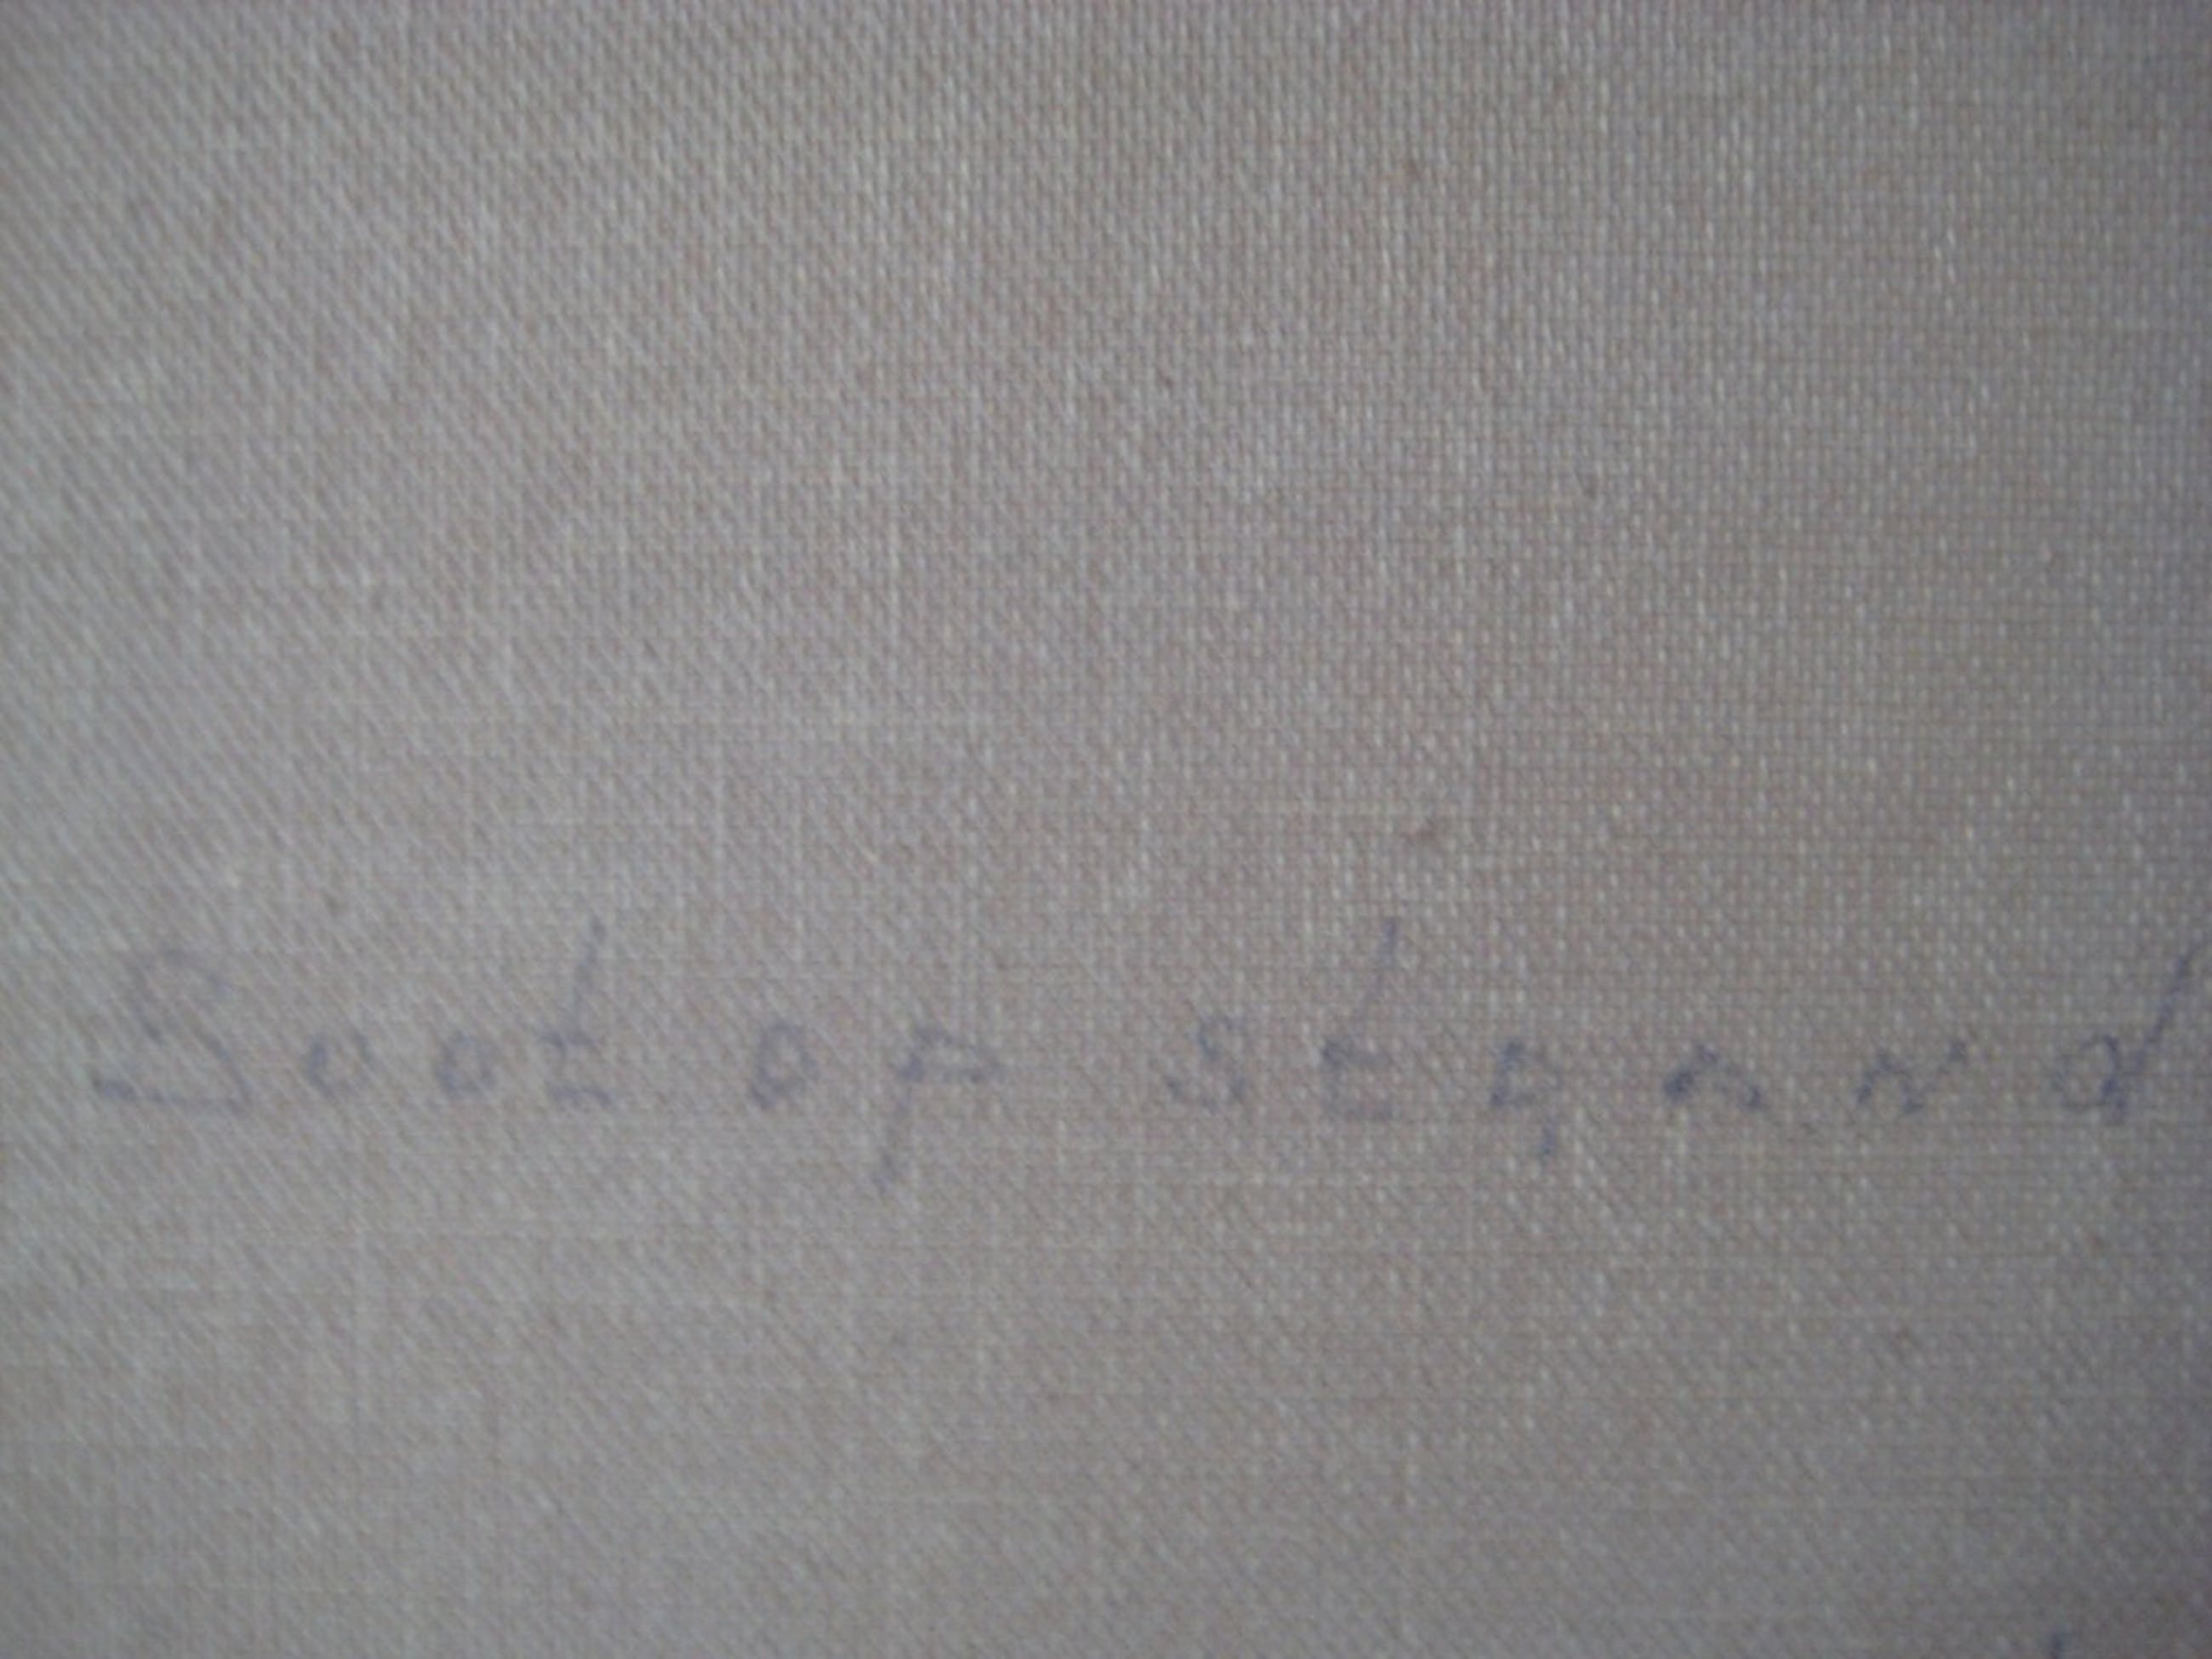 Boot op strand